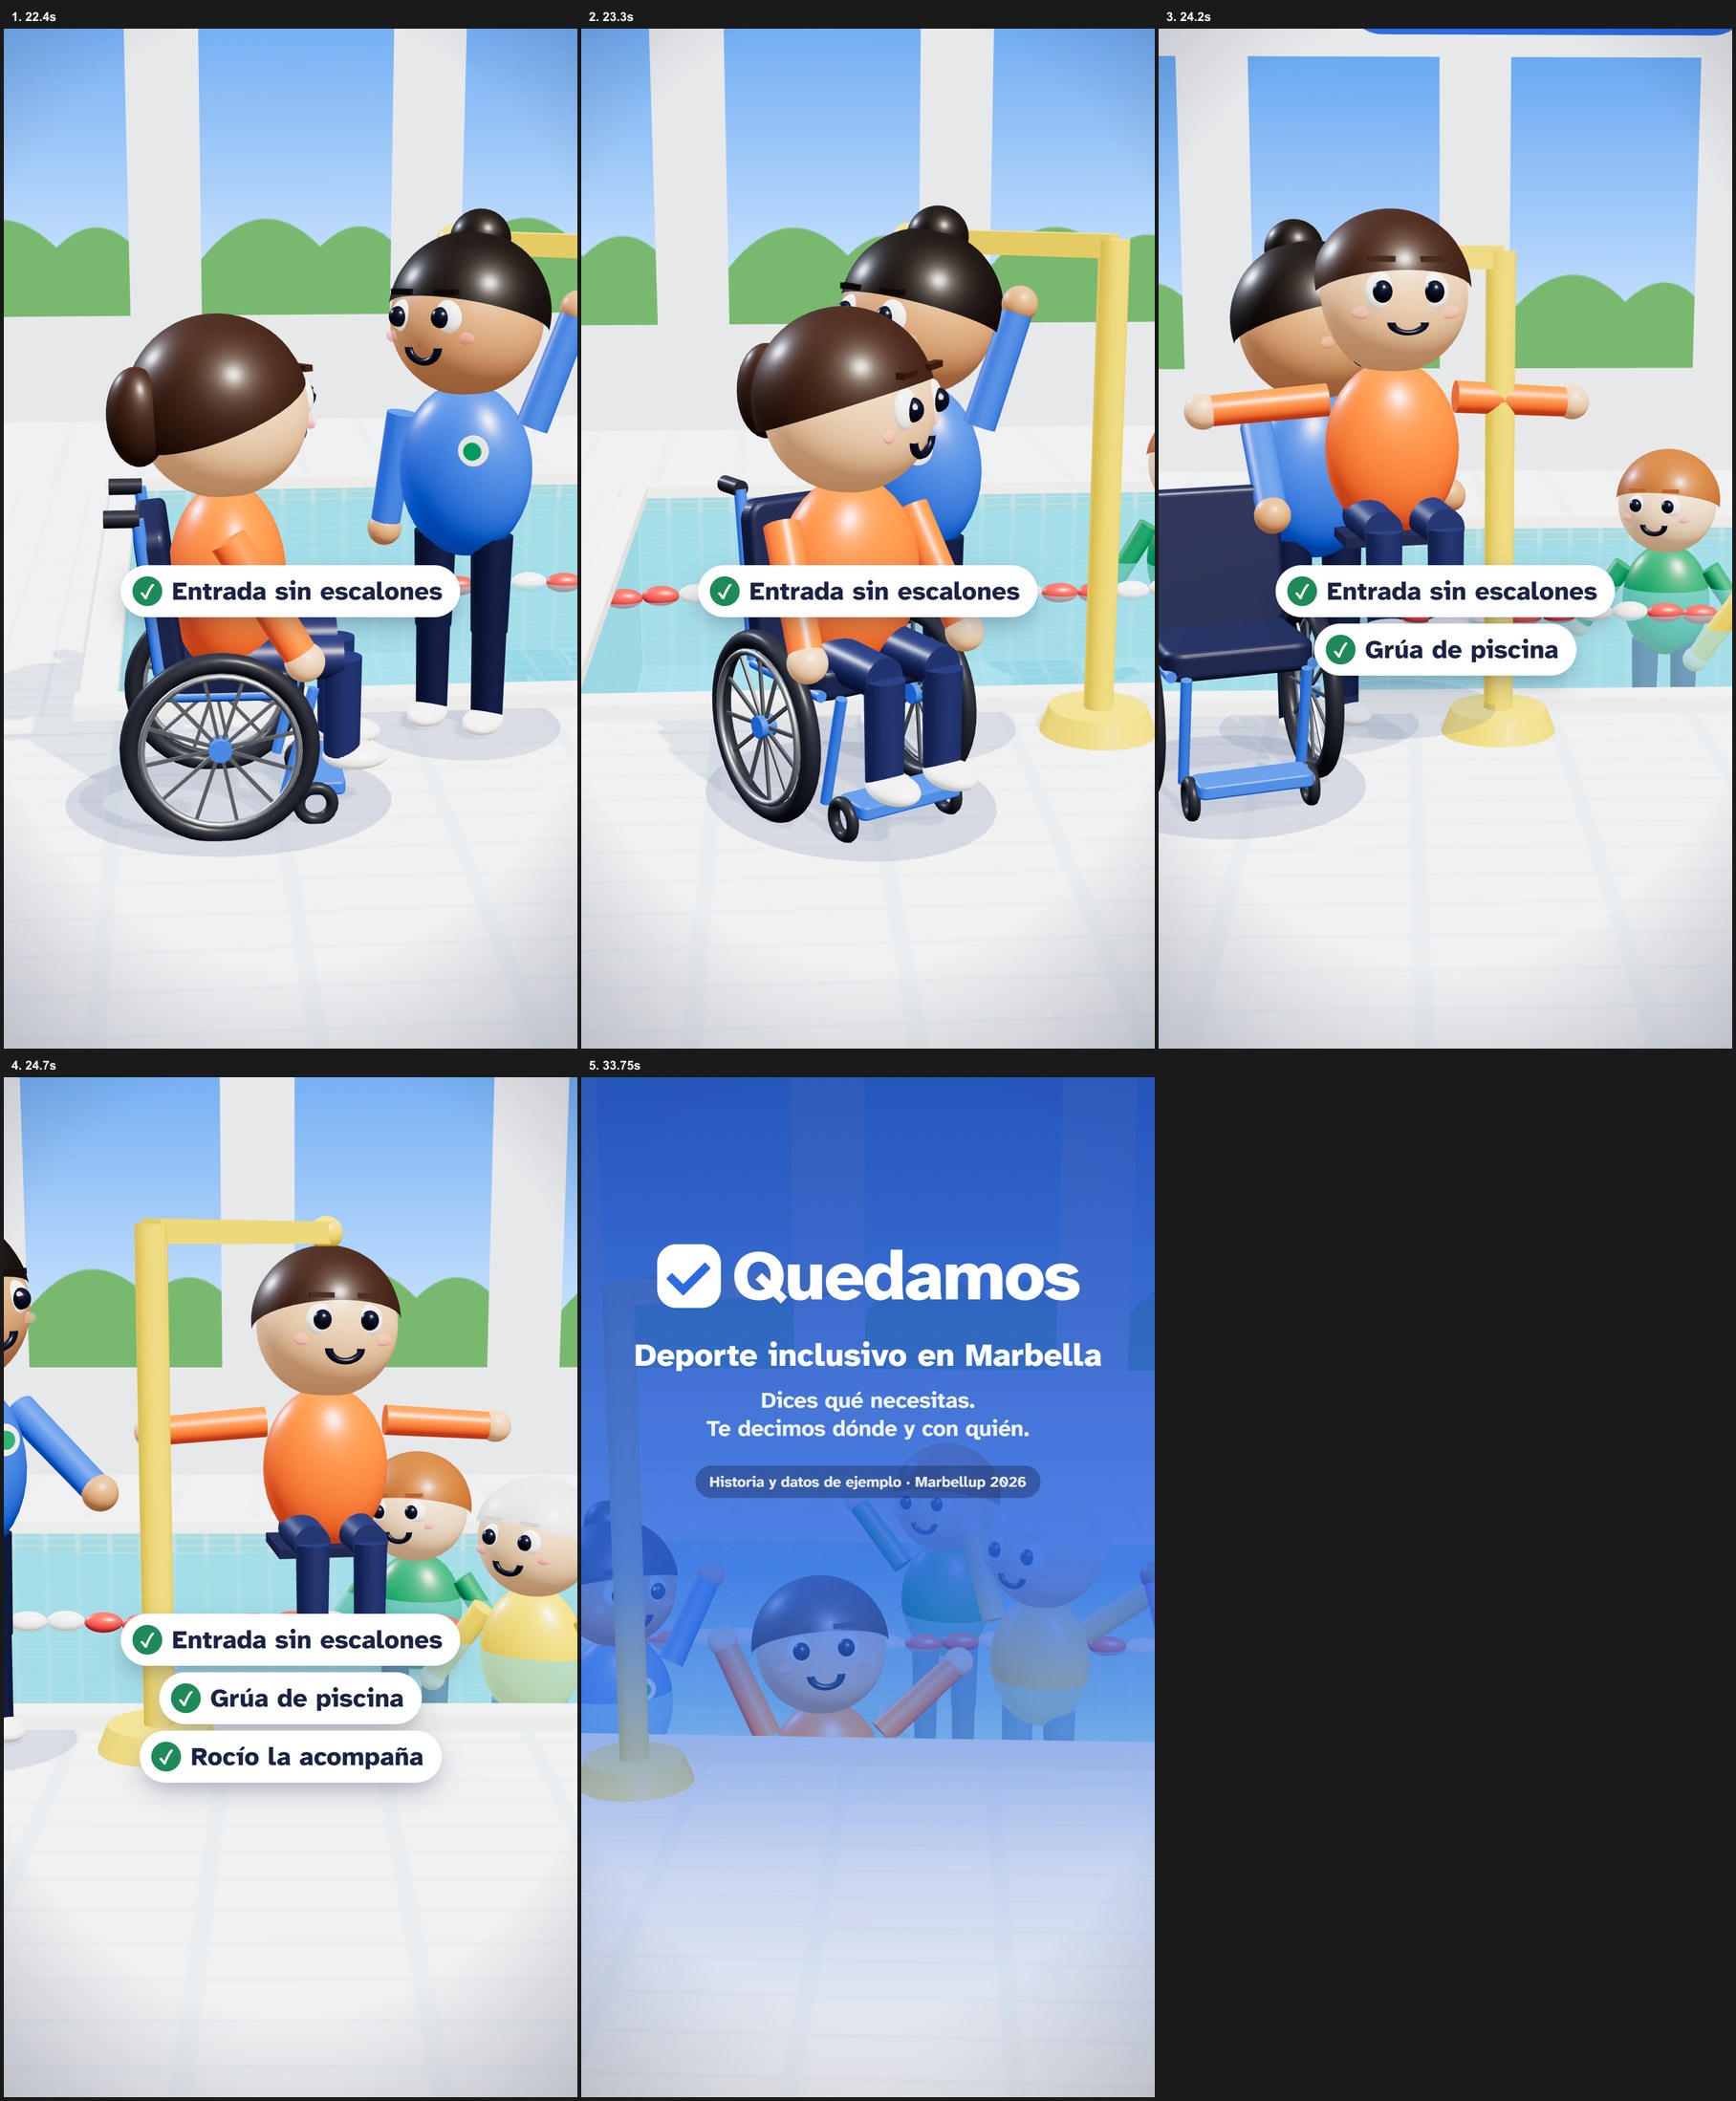 1. 22.4s
2. 23.3s
3. 24.2s
Entrada sin escalones
Entrada sin escalones
Entrada sin escalones
Grúa de piscina
4. 24.7s
5. 33.75s
Entrada sin escalones
Grúa de piscina
Rocío la acompaña
Quedamos
Deporte inclusivo en Marbella
Dices qué necesitas.
Te decimos dónde y con quién.
Historia y datos de ejemplo · Marbellup 2026